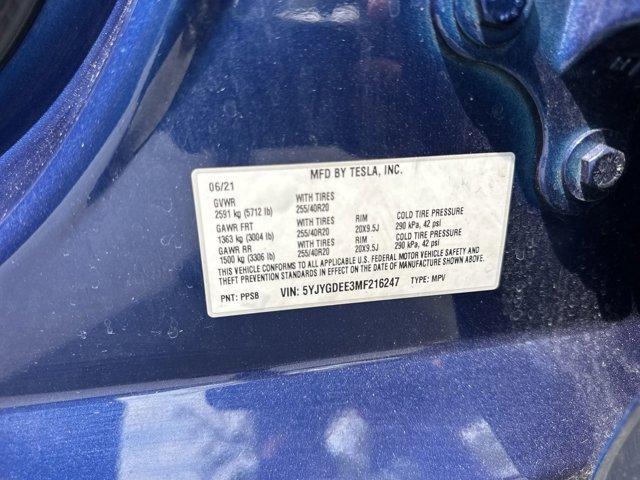 MFD BY TESLA, INC.
06/21
GVWR WITH TIRES
2591 kg (5712 lb) 255/40R20 RIM COLD TIRE PRESSURE
GAWR FRT WITH TIRES 20X9.5J 290 kPa, 42 psi
1363 kg (3004 lb) 255/40R20 RIM COLD TIRE PRESSURE
GAWR RR WITH TIRES 20X9.5J 290 kPa, 42 psi
1500 kg (3306 lb) 255/40R20
THIS VEHICLE CONFORMS TO ALL APPLICABLE U.S. FEDERAL MOTOR VEHICLE SAFETY AND
THEFT PREVENTION STANDARDS IN EFFECT ON THE DATE OF MANUFACTURE SHOWN ABOVE.
PNT: PPSB VIN: 5YJYGDEE3MF216247 TYPE: MPV